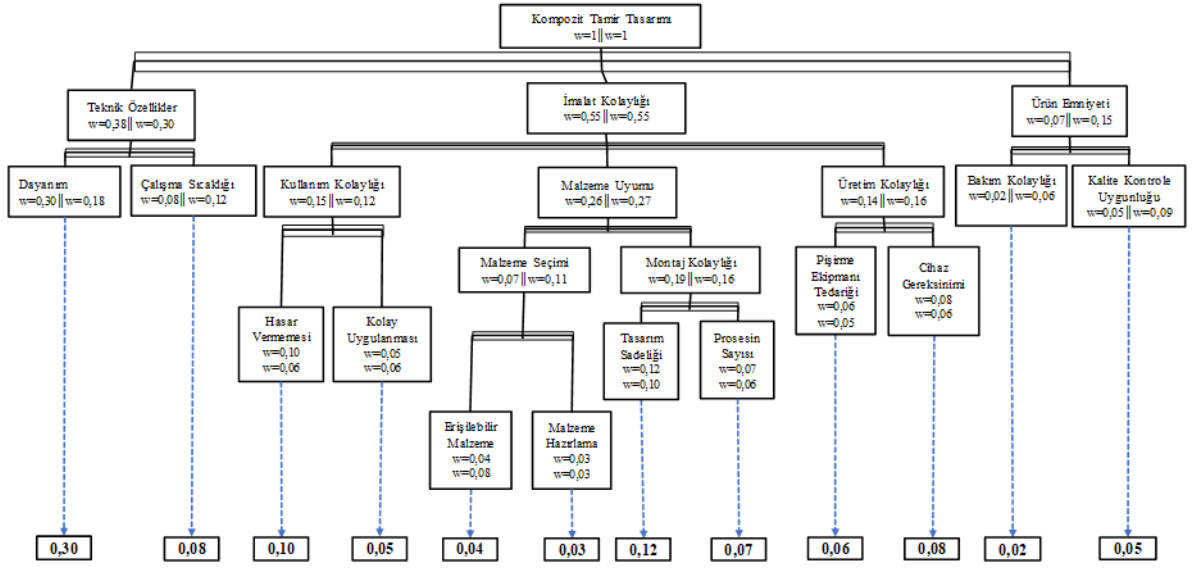 Kompozit Tamir Tasarımı
w=1||w=1
Teknik Özellikler
w=0,38||w=0,30
İmalat Kolaylığı
w=0,55||w=0,55
Ürün Emniyeti
w=0,07||w=0,15
Dayanım
w=0,30||w=0,18
Çalışma Sıcaklığı
w=0,08||w=0,12
Kullanım Kolaylığı
w=0,15||w=0,12
Malzeme Uyumu
w=0,26||w=0,27
Üretim Kolaylığı
w=0,14||w=0,16
Bakım Kolaylığı
w=0,02||w=0,06
Kalite Kontrole
Uygunluğu
w=0,05||w=0,09
Malzeme Seçimi
w=0,07||w=0,11
Montaj Kolaylığı
w=0,19||w=0,16
Pişirme
Ekipmanı
Tedariği
w=0,06
w=0,05
Cihaz
Gereksinimi
w=0,08
w=0,06
Hasar
Vermemesi
w=0,10
w=0,06
Kolay
Uygulanması
w=0,05
w=0,06
Tasarım
Sadeliği
w=0,12
w=0,10
Prosesin
Sayısı
w=0,07
w=0,06
Erişilebilir
Malzeme
w=0,04
w=0,08
Malzeme
Hazırlama
w=0,03
w=0,03
0,30
0,08
0,10
0,05
0,04
0,03
0,12
0,07
0,06
0,08
0,02
0,05